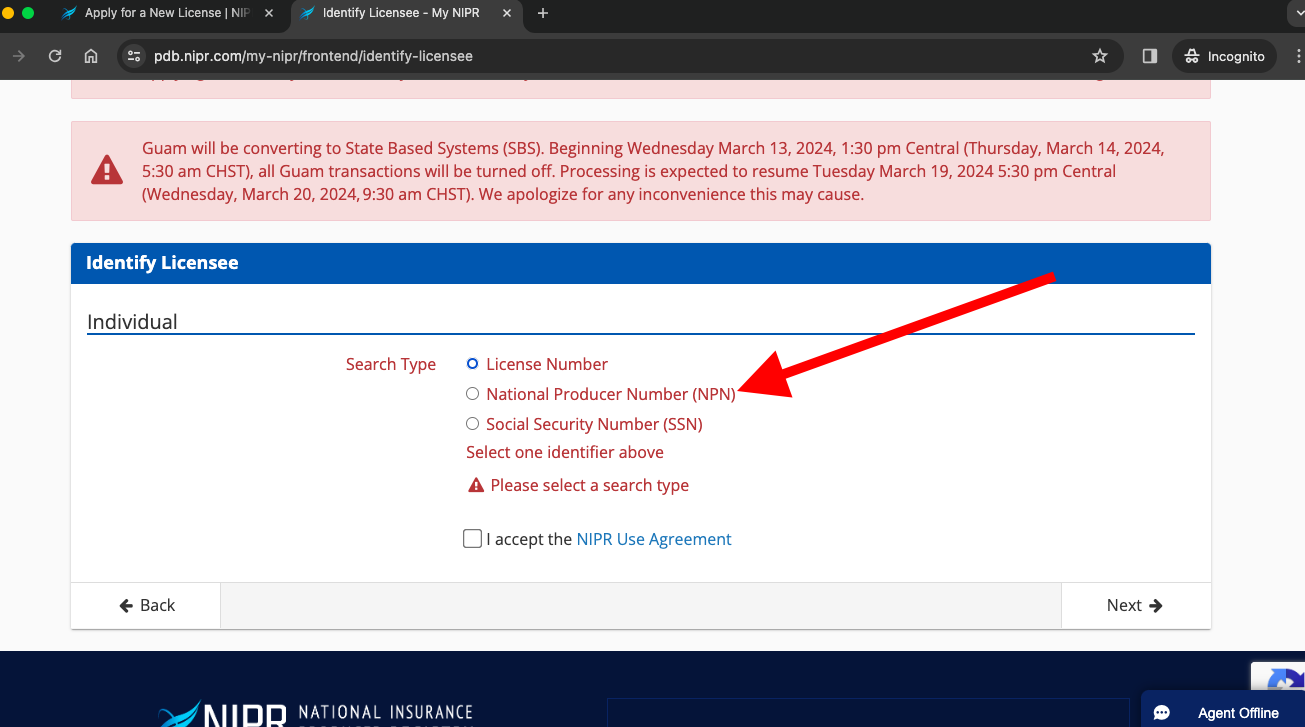 Apply for a New License | NIP
Identify Licensee - My NIPR
pdb.nipr.com/my-nipr/frontend/identify-licensee
Incognito
Guam will be converting to State Based Systems (SBS). Beginning Wednesday March 13, 2024, 1:30 pm Central (Thursday, March 14, 2024,
5:30 am CHST), all Guam transactions will be turned off. Processing is expected to resume Tuesday March 19, 2024 5:30 pm Central
(Wednesday, March 20, 2024, 9:30 am CHST). We apologize for any inconvenience this may cause.
Identify Licensee
Individual
Search Type
License Number
National Producer Number (NPN)
Social Security Number (SSN)
Select one identifier above
Please select a search type
I accept the NIPR Use Agreement
Back
Next
NIPR
NATIONAL INSURANCE
Agent Offline